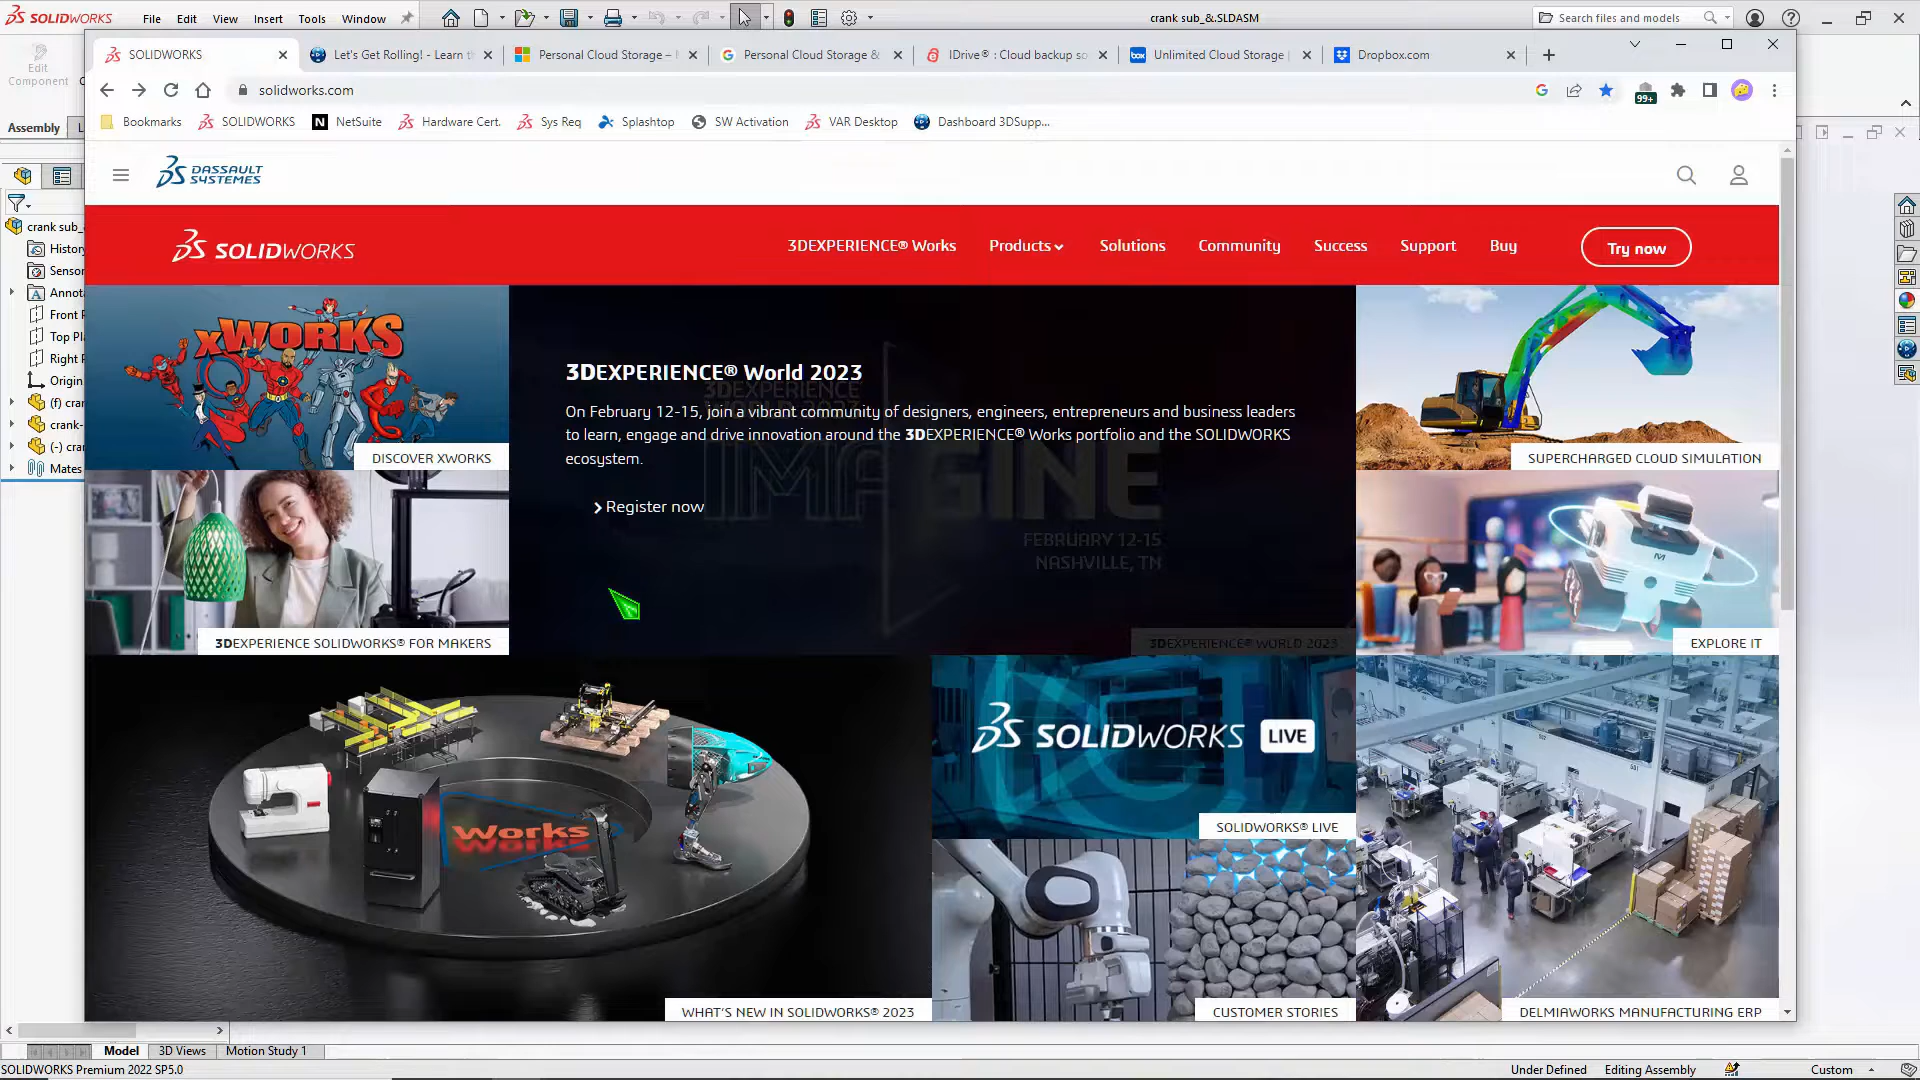 SOLIDWORKS File Edit View Insert Tools Window crank sub_&.SLDASM Search files and models
SOLIDWORKS Let's Get Rolling! - Learn t Personal Cloud Storage – Personal Cloud Storage & IDrive® : Cloud backup so Unlimited Cloud Storage Dropbox.com
Edit
Component
solidworks.com 99+
Bookmarks SOLIDWORKS NetSuite Hardware Cert. Sys Req Splashtop SW Activation VAR Desktop Dashboard 3DSupp...
Assembly
DASSAULT
SYSTEMES
SOLIDWORKS 3DEXPERIENCE® Works Products Solutions Community Success Support Buy Try now
crank sub_
History
Sensor
Annota
Front P
Top Pl
Right P
Origin
(f) cran
crank-
(-) cran
Mates
xWORKS
DISCOVER XWORKS
3DEXPERIENCE® World 2023
3DEXPERIENCE
WORLD 2023
On February 12-15, join a vibrant community of designers, engineers, entrepreneurs and business leaders
to learn, engage and drive innovation around the 3DEXPERIENCE® Works portfolio and the SOLIDWORKS
ecosystem.
Register now
IMAGINE
FEBRUARY 12-15
NASHVILLE, TN
3DEXPERIENCE® WORLD 2023
SUPERCHARGED CLOUD SIMULATION
3DEXPERIENCE SOLIDWORKS® FOR MAKERS
EXPLORE IT
Works
WHAT'S NEW IN SOLIDWORKS® 2023
SOLIDWORKS LIVE
SOLIDWORKS® LIVE
CUSTOMER STORIES
DELMIAWORKS MANUFACTURING ERP
Model 3D Views Motion Study 1
SOLIDWORKS Premium 2022 SP5.0 Under Defined Editing Assembly Custom